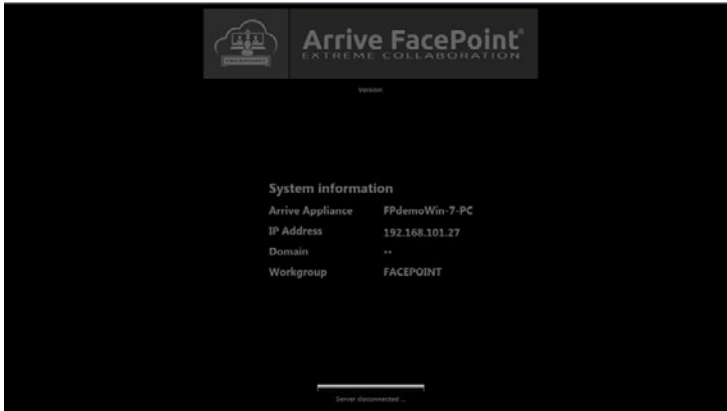 Arrive FacePoint®
EXTREME COLLABORATION
Version:
System information
Arrive Appliance FPdemoWin-7-PC
IP Address 192.168.101.27
Domain --
Workgroup FACEPOINT
Server disconnected ...